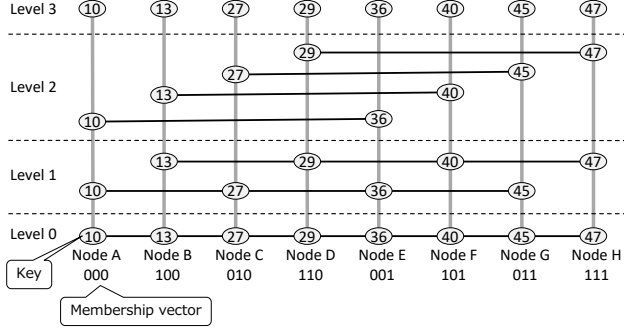 Level 3 10 13 27 29 36 40 45 47
29 47
27 45
Level 2
13 40
10 36
13 29 40 47
Level 1
10 27 36 45
Level 0 10 13 27 29 36 40 45 47
Key Node A Node B Node C Node D Node E Node F Node G Node H
000 100 010 110 001 101 011 111
Membership vector